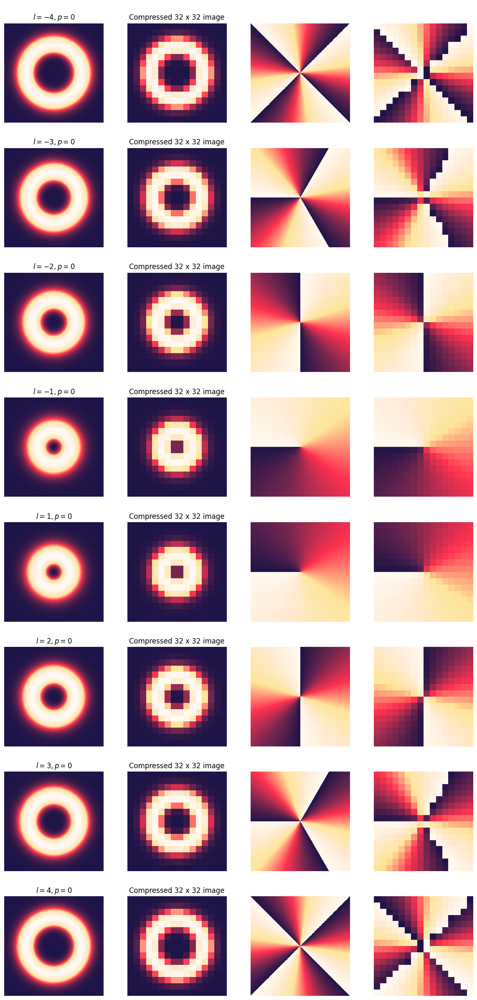 l = −4, p = 0
Compressed 32 x 32 image
l = −3, p = 0
Compressed 32 x 32 image
l = −2, p = 0
Compressed 32 x 32 image
l = −1, p = 0
Compressed 32 x 32 image
l = 1, p = 0
Compressed 32 x 32 image
l = 2, p = 0
Compressed 32 x 32 image
l = 3, p = 0
Compressed 32 x 32 image
l = 4, p = 0
Compressed 32 x 32 image